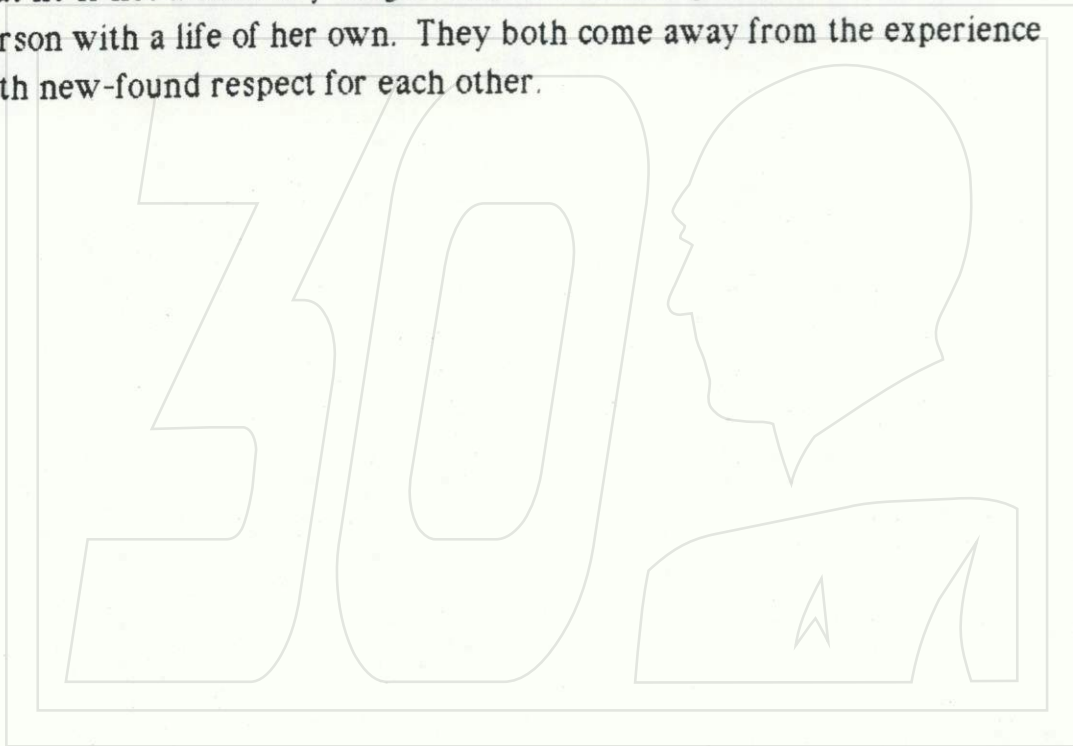 rson with a life of her own. They both come away from the experience
th new-found respect for each other.
30